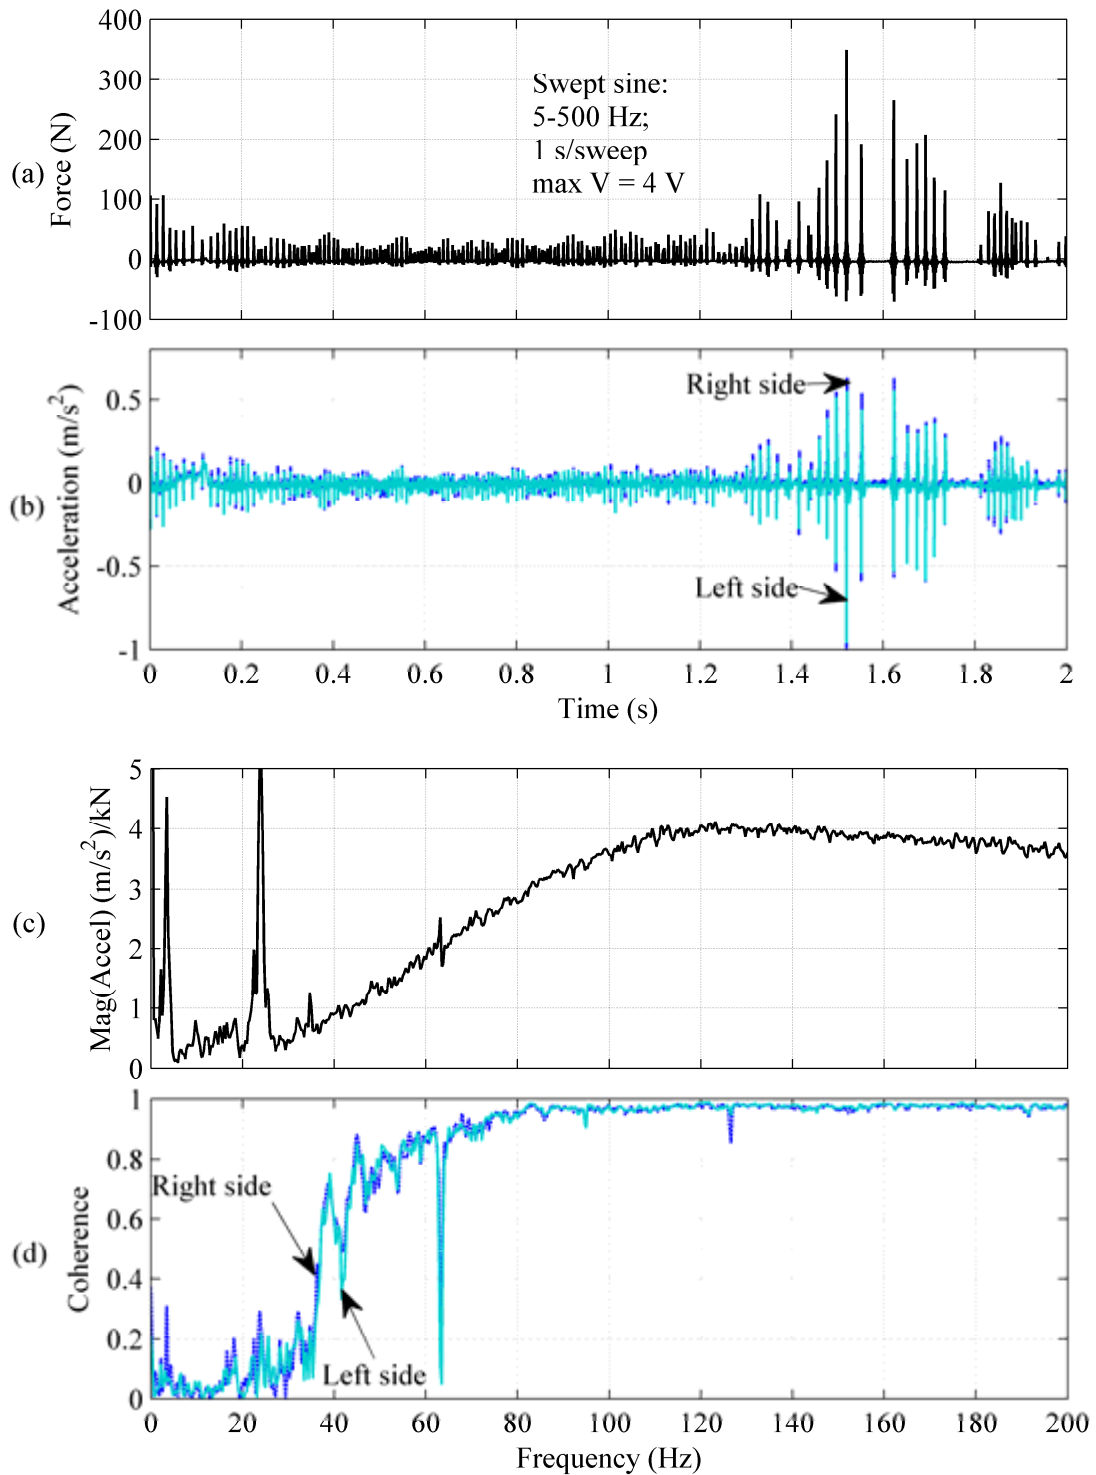 400
300
200
100
0
-100
(a)
Force (N)
Swept sine:
5-500 Hz;
1 s/sweep
max V = 4 V
0.5
0
-0.5
-1
(b)
Acceleration (m/s²)
Right side
Left side
0 0.2 0.4 0.6 0.8 1 1.2 1.4 1.6 1.8 2
Time (s)
5
4
3
2
1
0
(c)
Mag(Accel) (m/s²)/kN
1
0.8
0.6
0.4
0.2
0
(d)
Coherence
Right side
Left side
0 20 40 60 80 100 120 140 160 180 200
Frequency (Hz)